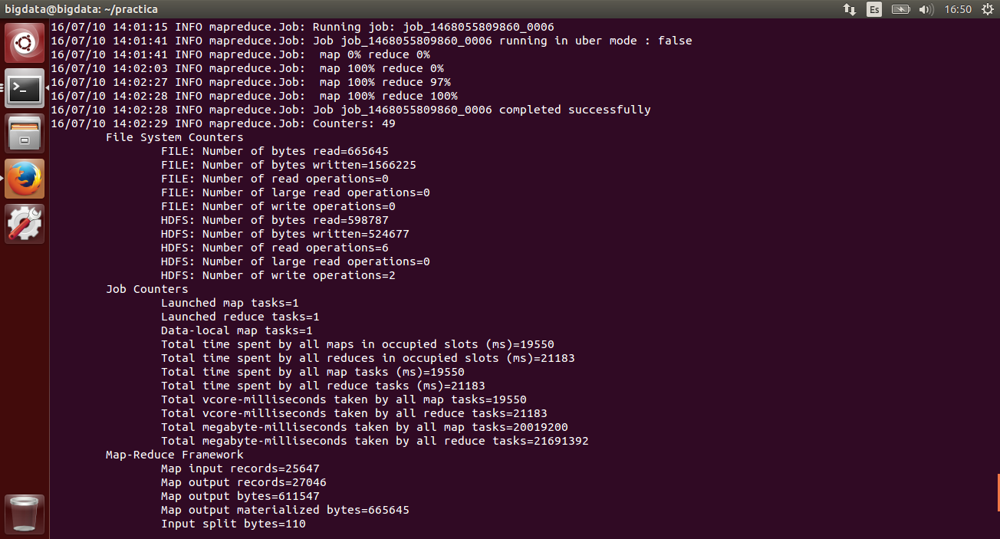 bigdata@bigdata: ~/practica
Es
16:50
16/07/10 14:01:15 INFO mapreduce.Job: Running job: job_1468055809860_0006
16/07/10 14:01:41 INFO mapreduce.Job: Job job_1468055809860_0006 running in uber mode : false
16/07/10 14:01:41 INFO mapreduce.Job:  map 0% reduce 0%
16/07/10 14:02:03 INFO mapreduce.Job:  map 100% reduce 0%
16/07/10 14:02:27 INFO mapreduce.Job:  map 100% reduce 97%
16/07/10 14:02:28 INFO mapreduce.Job:  map 100% reduce 100%
16/07/10 14:02:28 INFO mapreduce.Job: Job job_1468055809860_0006 completed successfully
16/07/10 14:02:29 INFO mapreduce.Job: Counters: 49
File System Counters
FILE: Number of bytes read=665645
FILE: Number of bytes written=1566225
FILE: Number of read operations=0
FILE: Number of large read operations=0
FILE: Number of write operations=0
HDFS: Number of bytes read=598787
HDFS: Number of bytes written=524677
HDFS: Number of read operations=6
HDFS: Number of large read operations=0
HDFS: Number of write operations=2
Job Counters
Launched map tasks=1
Launched reduce tasks=1
Data-local map tasks=1
Total time spent by all maps in occupied slots (ms)=19550
Total time spent by all reduces in occupied slots (ms)=21183
Total time spent by all map tasks (ms)=19550
Total time spent by all reduce tasks (ms)=21183
Total vcore-milliseconds taken by all map tasks=19550
Total vcore-milliseconds taken by all reduce tasks=21183
Total megabyte-milliseconds taken by all map tasks=20019200
Total megabyte-milliseconds taken by all reduce tasks=21691392
Map-Reduce Framework
Map input records=25647
Map output records=27046
Map output bytes=611547
Map output materialized bytes=665645
Input split bytes=110